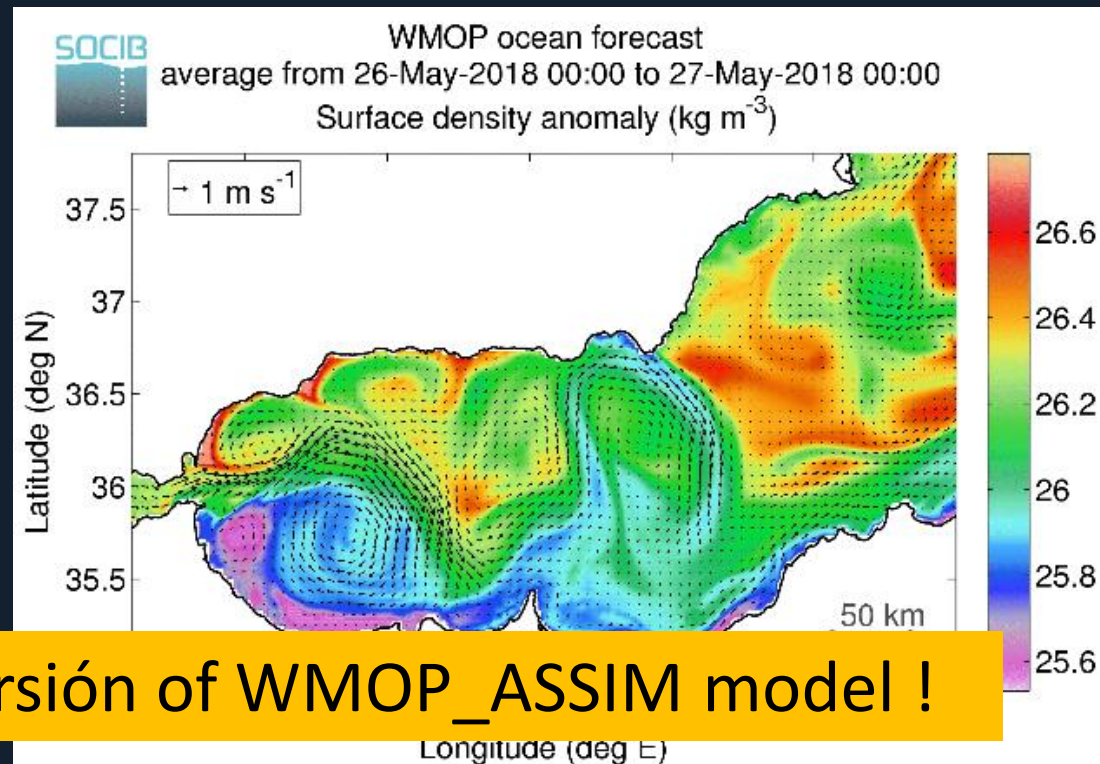 SOCIB
WMOP ocean forecast
average from 26-May-2018 00:00 to 27-May-2018 00:00
Surface density anomaly (kg m-3)
1 m s-1
37.5
37
36.5
36
35.5
Latitude (deg N)
26.6
26.4
26.2
26
25.8
25.6
50 km
rsión of WMOP_ASSIM model !
Longitude (deg E)